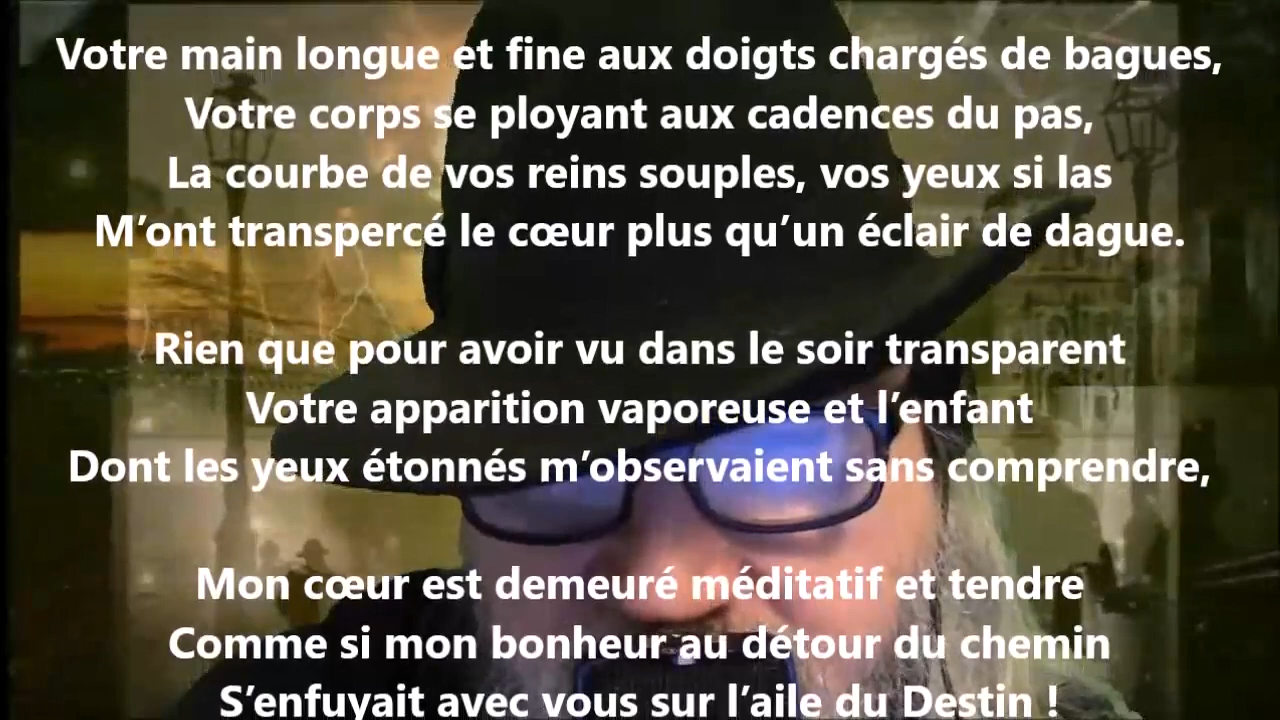 Votre main longue et fine aux doigts chargés de bagues,
Votre corps se ployant aux cadences du pas,
La courbe de vos reins souples, vos yeux si las
M’ont transpercé le cœur plus qu’un éclair de dague.
Rien que pour avoir vu dans le soir transparent
Votre apparition vaporeuse et l’enfant
Dont les yeux étonnés m’observaient sans comprendre,
Mon cœur est demeuré méditatif et tendre
Comme si mon bonheur au détour du chemin
S’enfuyait avec vous sur l’aile du Destin !